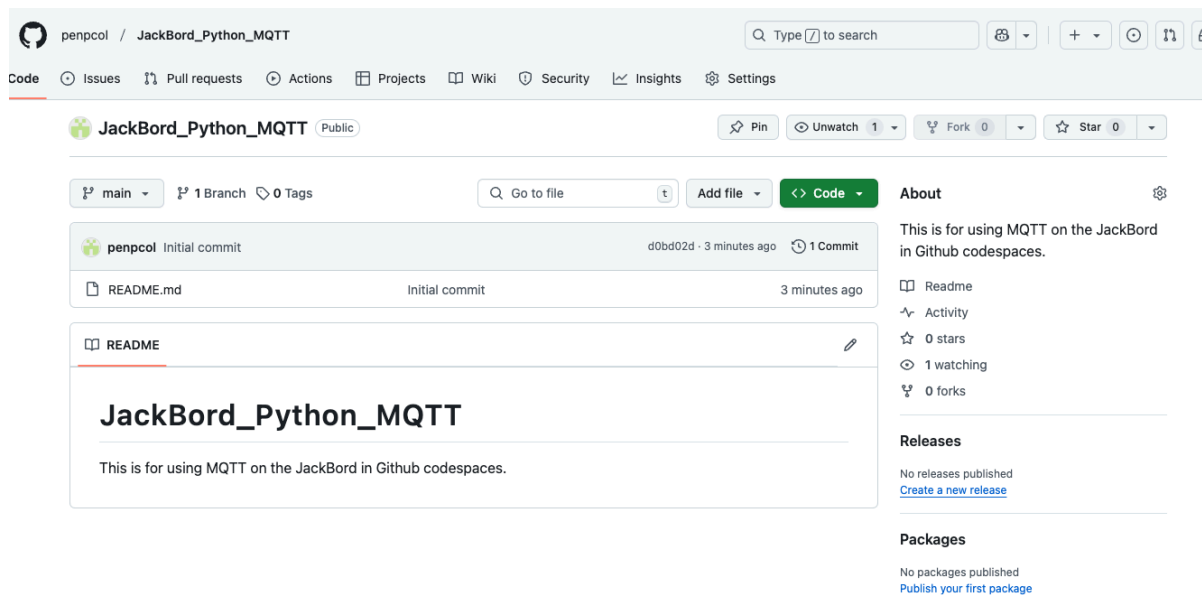 penpcol / JackBord_Python_MQTT Type / to search
Code Issues Pull requests Actions Projects Wiki Security Insights Settings
JackBord_Python_MQTT Public Pin Unwatch 1 Fork 0 Star 0
main 1 Branch 0 Tags Go to file t Add file Code
penpcol Initial commit d0bd02d · 3 minutes ago 1 Commit
README.md Initial commit 3 minutes ago
README
JackBord_Python_MQTT
This is for using MQTT on the JackBord in Github codespaces.
About
This is for using MQTT on the JackBord
in Github codespaces.
Readme
Activity
0 stars
1 watching
0 forks
Releases
No releases published
Create a new release
Packages
No packages published
Publish your first package